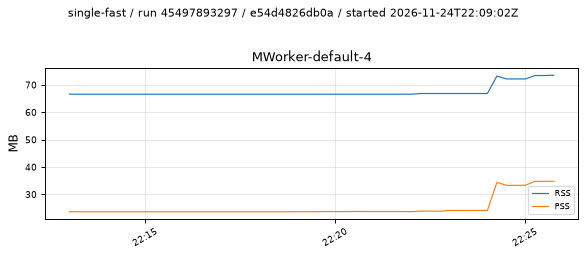 single-fast / run 45497893297 / e54d4826db0a / started 2026-11-24T22:09:02Z
MWorker-default-4
MB
70
60
50
40
30
RSS
PSS
22:15
22:20
22:25